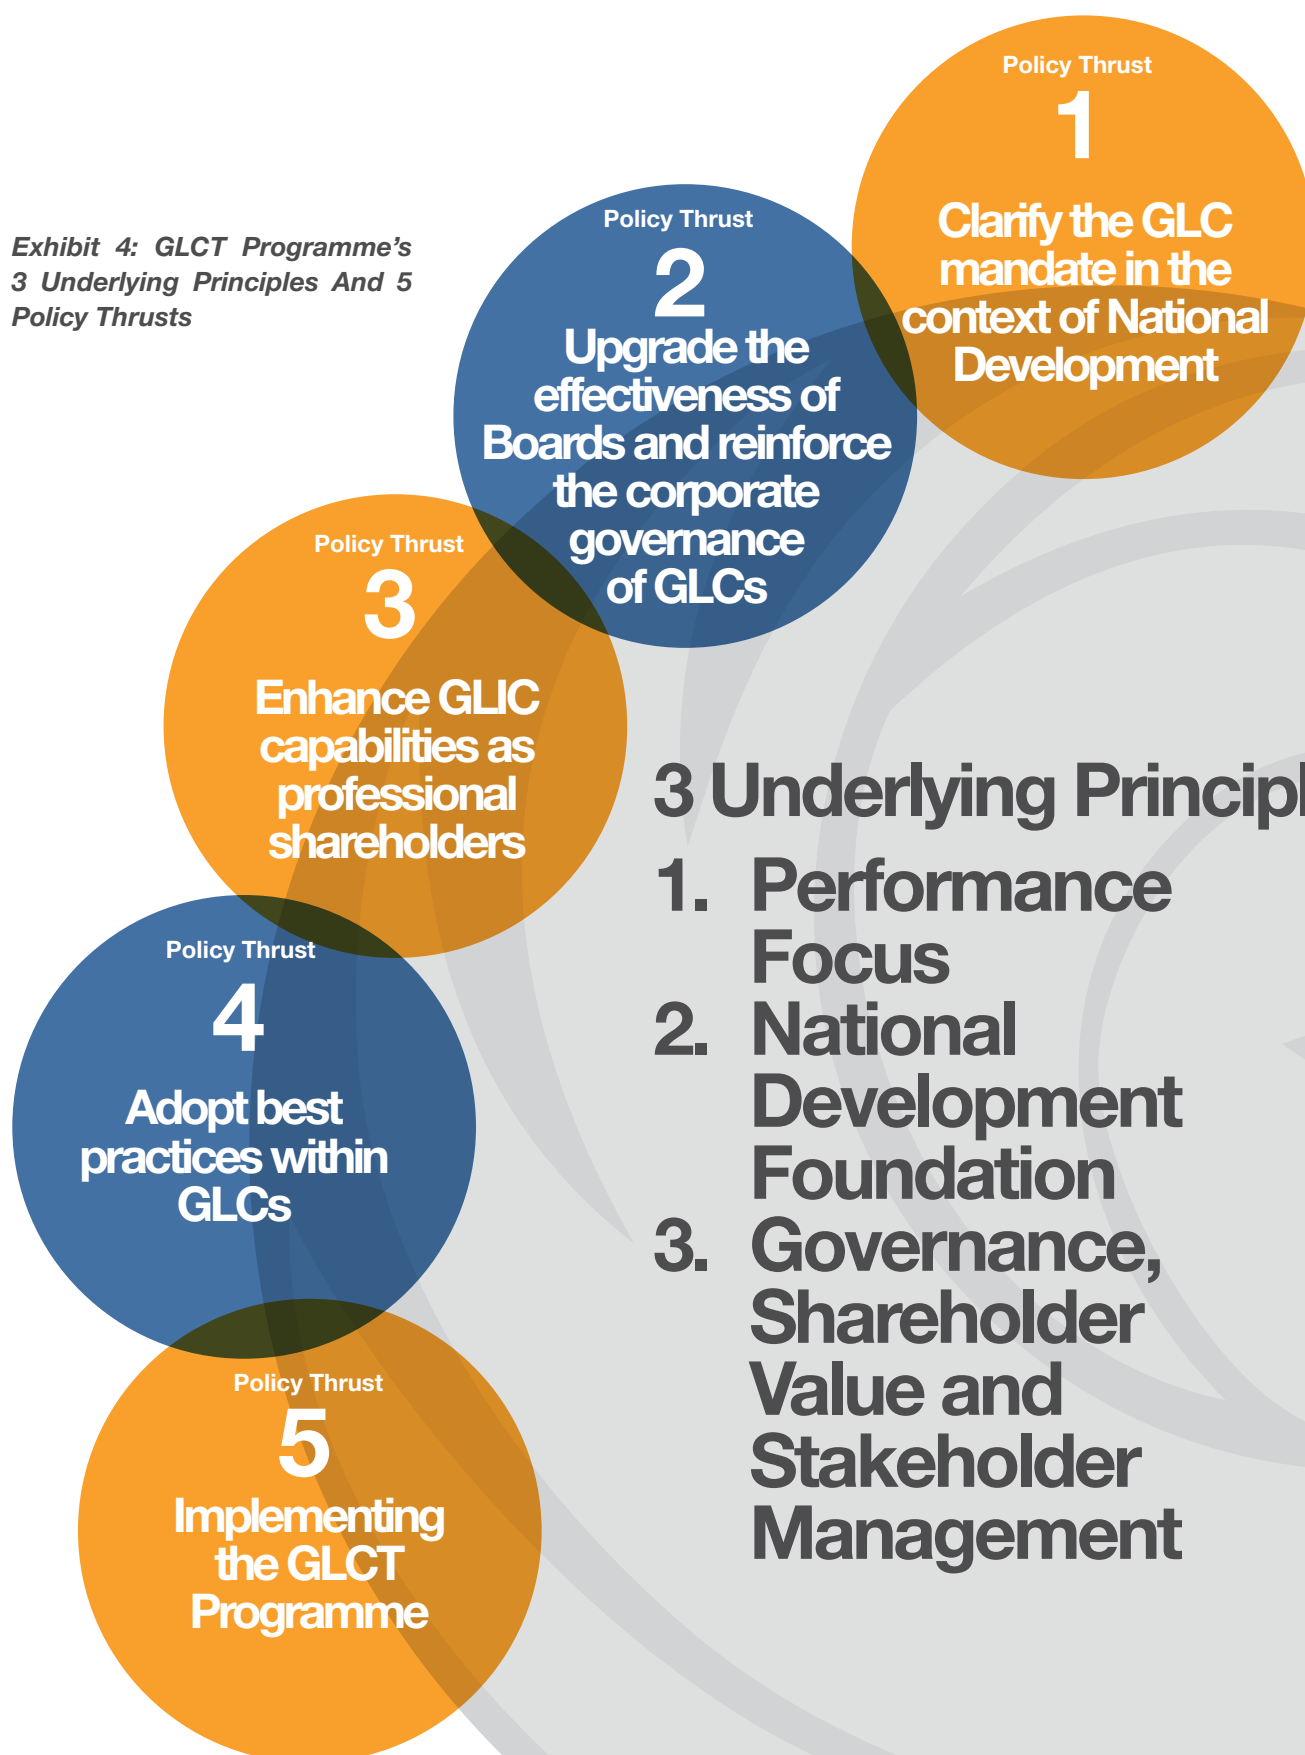 Exhibit 4: GLCT Programme's
3 Underlying Principles And 5
Policy Thrusts
Policy Thrust
1
Clarify the GLC
mandate in the
context of National
Development
Policy Thrust
2
Upgrade the
effectiveness of
Boards and reinforce
the corporate
governance
of GLCs
Policy Thrust
3
Enhance GLIC
capabilities as
professional
shareholders
Policy Thrust
4
Adopt best
practices within
GLCs
Policy Thrust
5
Implementing
the GLCT
Programme
3 Underlying Principl
1. Performance
Focus
2. National
Development
Foundation
3. Governance,
Shareholder
Value and
Stakeholder
Management